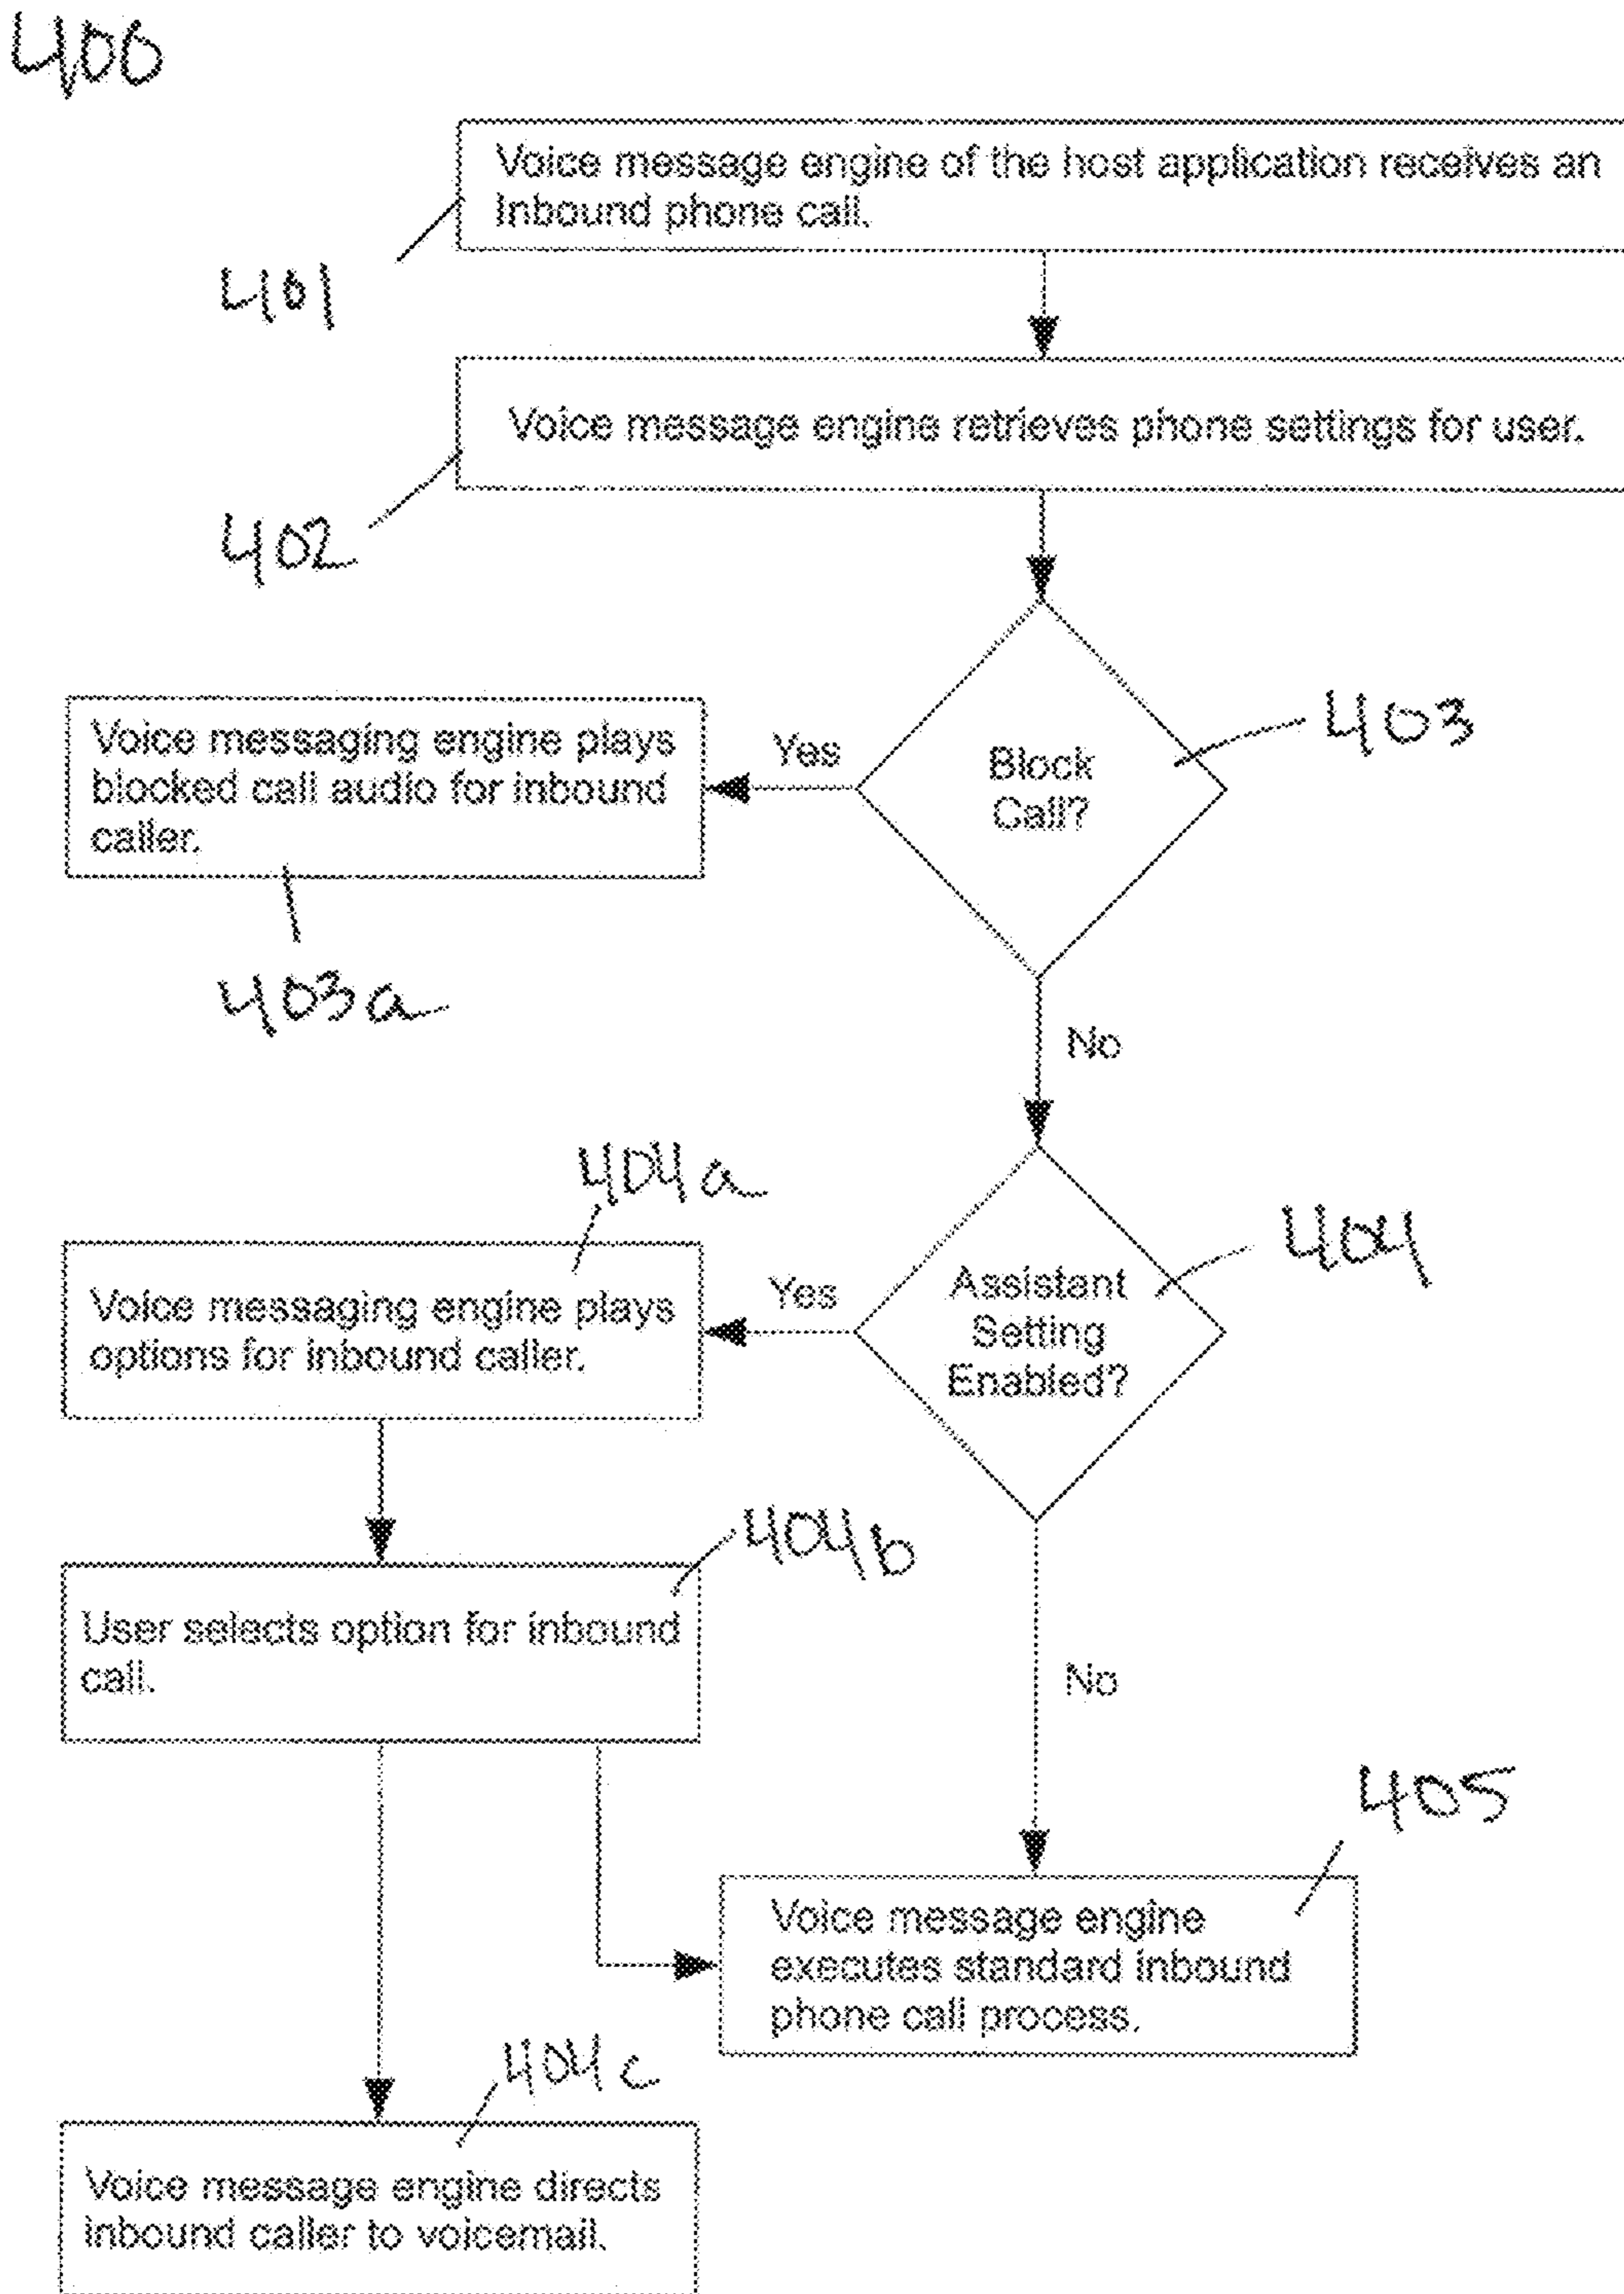 400
Voice message engine of the host application receives an
Inbound phone call.
401
Voice message engine retrieves phone settings for user.
402
Block
Call?
403
Yes
Voice messaging engine plays
blocked call audio for inbound
caller.
403a
No
404a
Assistant
Setting
Enabled?
404
Yes
Voice messaging engine plays
options for inbound caller.
404b
User selects option for inbound
call.
No
405
Voice message engine
executes standard inbound
phone call process.
404c
Voice message engine directs
inbound caller to voicemail.